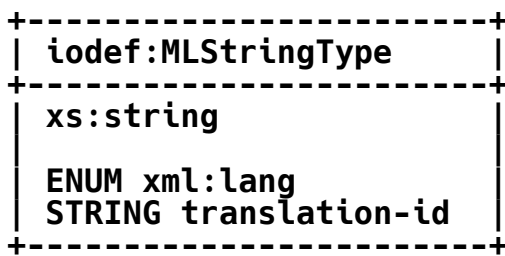 +------------------------+
| iodef:MLStringType     |
+------------------------+
| xs:string              |
|                        |
| ENUM xml:lang          |
| STRING translation-id  |
+------------------------+